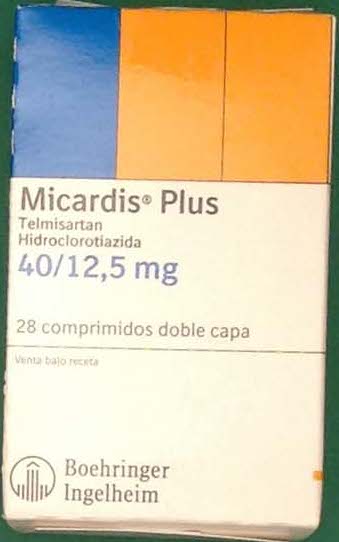 Micardis® Plus
Telmisartan
Hidroclorotiazida
40/12,5 mg
28 comprimidos doble capa
Venta bajo receta
Boehringer
Ingelheim